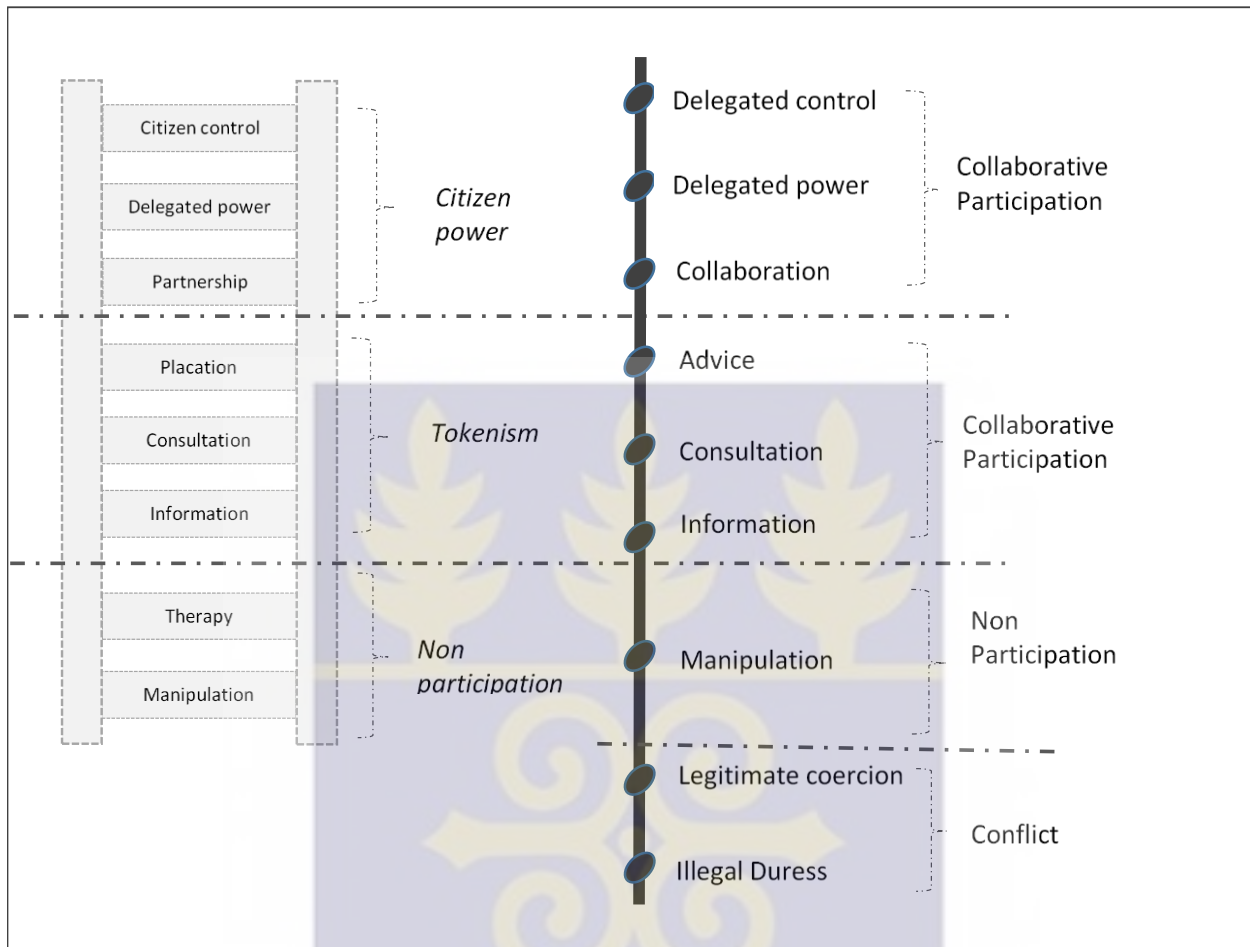 Citizen control
Delegated power
Partnership
Citizen
power
Placation
Consultation
Information
Tokenism
Therapy
Manipulation
Non
participation
Delegated control
Delegated power
Collaboration
Collaborative
Participation
Advice
Consultation
Information
Collaborative
Participation
Manipulation
Non
Participation
Legitimate coercion
Illegal Duress
Conflict